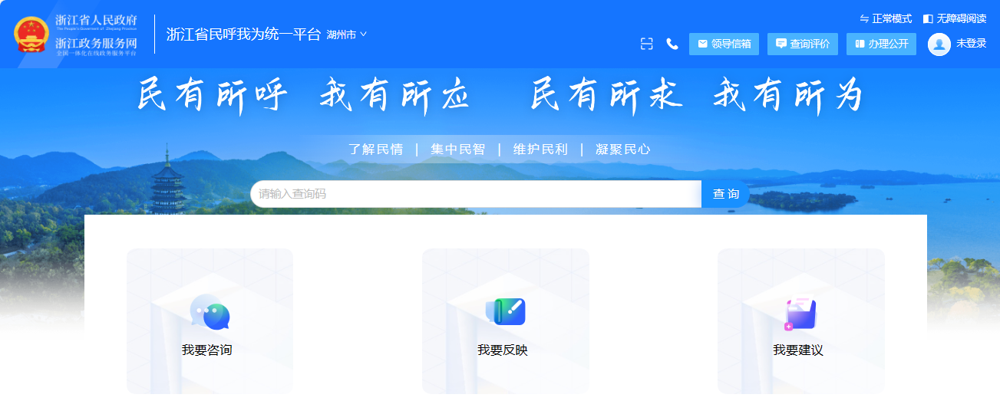 浙江省人民政府
The People's Government of Zhejiang Province
浙江政务服务网
全国一体化在线政务服务平台
浙江省民呼我为统一平台 湖州市
正常模式 无障碍阅读
领导信箱 查询评价 办理公开 未登录
民有所呼 我有所应 民有所求 我有所为
了解民情 | 集中民智 | 维护民利 | 凝聚民心
请输入查询码 查 询
我要咨询 我要反映 我要建议